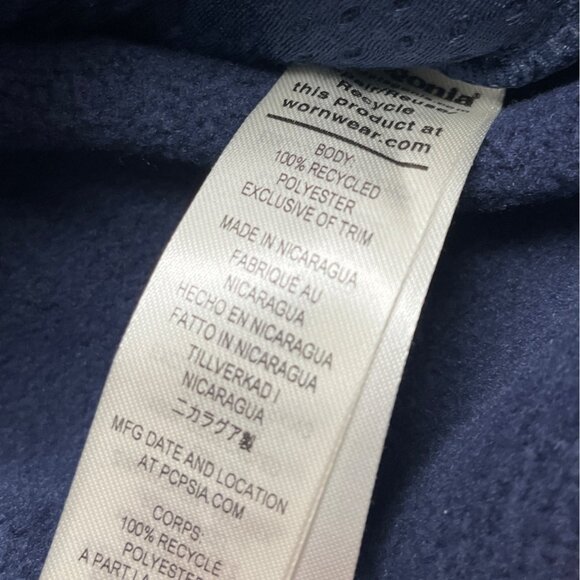 Recycle
this product at
wornwear.com
BODY:
100% RECYCLED
POLYESTER
EXCLUSIVE OF TRIM
MADE IN NICARAGUA
FABRIQUÉ AU
NICARAGUA
HECHO EN NICARAGUA
FATTO IN NICARAGUA
TILLVERKAD I
NICARAGUA
ニカラグア製
MFG DATE AND LOCATION
AT PCPSIA.COM
CORPS:
100% RECYCLÉ
POLYESTER
A PART